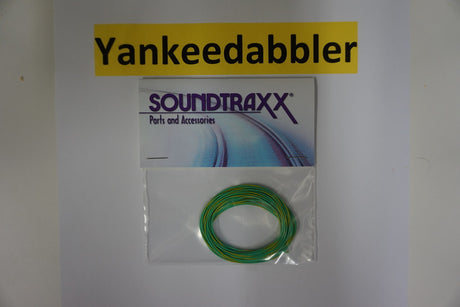 Yankeedabbler
SOUNDTRAXX®
Parts and Accessories